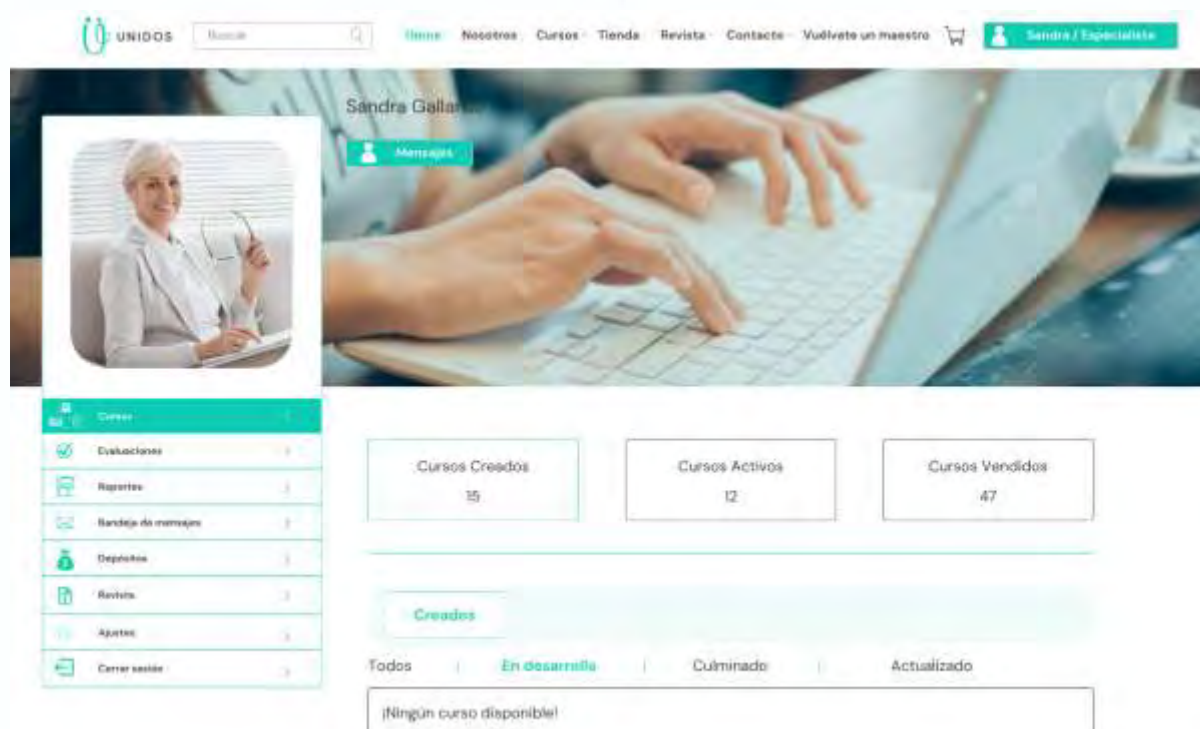 UNIDOS
Buscar
Home Nosotros Cursos Tienda Revista Contacto Vuélvete un maestro
Sandra / Especialista
Sandra
Mensajes
Cursos
Evaluaciones
Reportes
Bandeja de mensajes
Depósitos
Revista
Ajustes
Cerrar sesión
Cursos Creados
15
Cursos Activos
12
Cursos Vendidos
47
Creados
Todos | En desarrollo | Culminado | Actualizado
¡Ningún curso disponible!